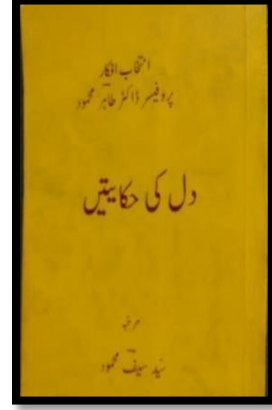 انتخاب افکار
پروفیسر ڈاکٹر طاہر محمود
دل کی حکایتیں
مرتبہ
سید سیف محمود